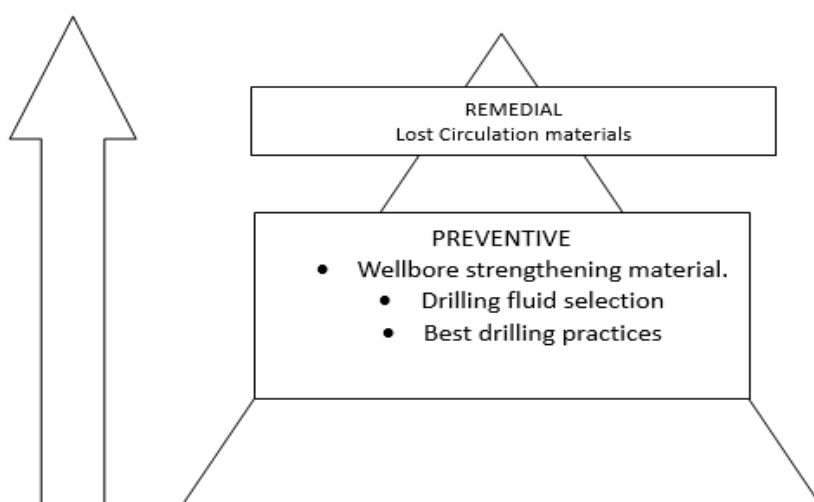 REMEDIAL
Lost Circulation materials
PREVENTIVE
• Wellbore strengthening material.
• Drilling fluid selection
• Best drilling practices